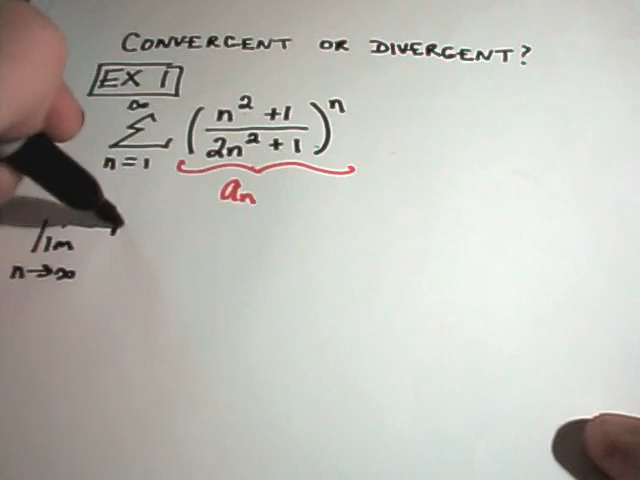 CONVERGENT OR DIVERGENT?
EX 1
∞
∑ ( (n² + 1) / (2n² + 1) )ⁿ
n = 1
aₙ
lim
n→∞